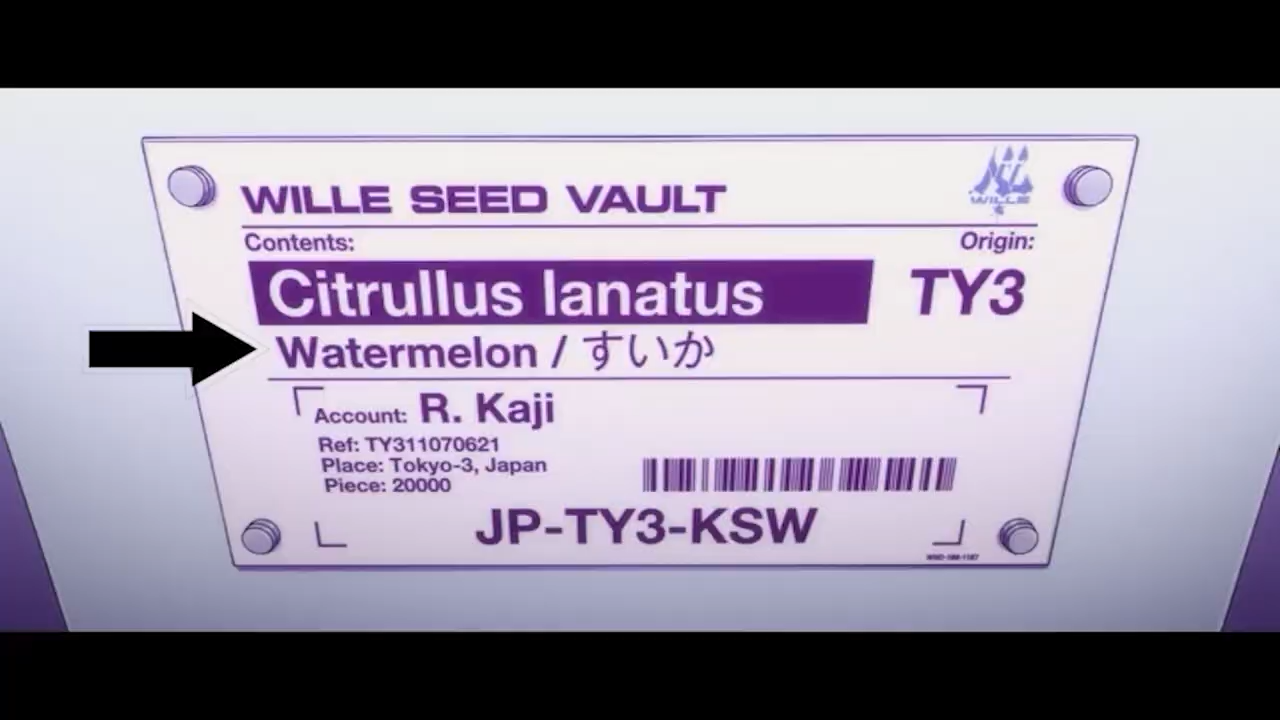 WILLE SEED VAULT
WILLE
Contents:
Origin:
Citrullus lanatus
TY3
Watermelon / すいか
Account: R. Kaji
Ref: TY311070621
Place: Tokyo-3, Japan
Piece: 20000
JP-TY3-KSW